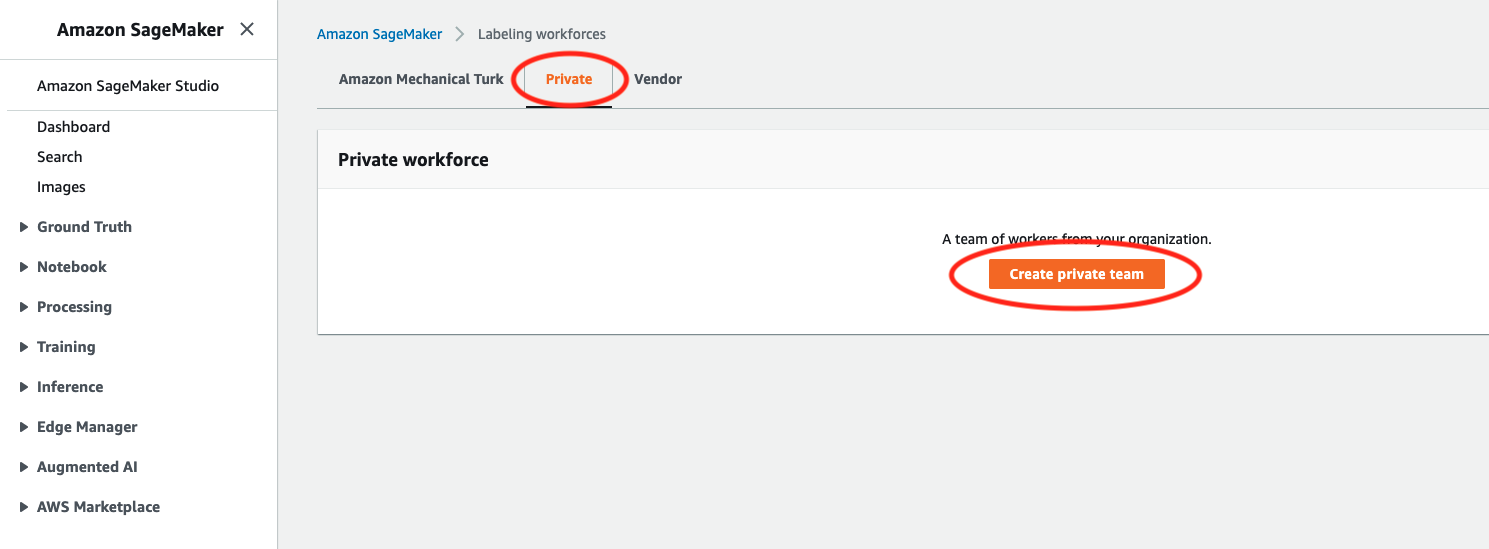 Amazon SageMaker
Amazon SageMaker Studio
Dashboard
Search
Images
Ground Truth
Notebook
Processing
Training
Inference
Edge Manager
Augmented AI
AWS Marketplace
Amazon SageMaker > Labeling workforces
Amazon Mechanical Turk Private Vendor
Private workforce
A team of workers from your organization.
Create private team